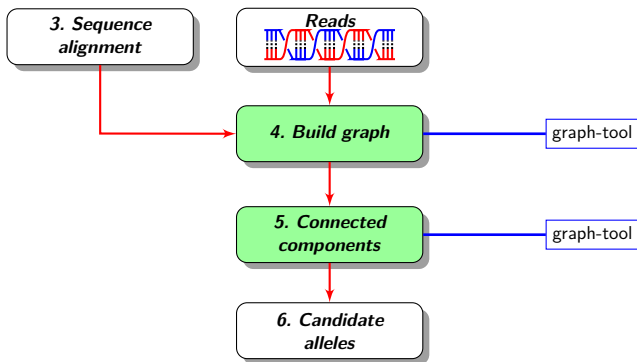 3. Sequence
alignment
Reads
4. Build graph
graph-tool
5. Connected
components
graph-tool
6. Candidate
alleles